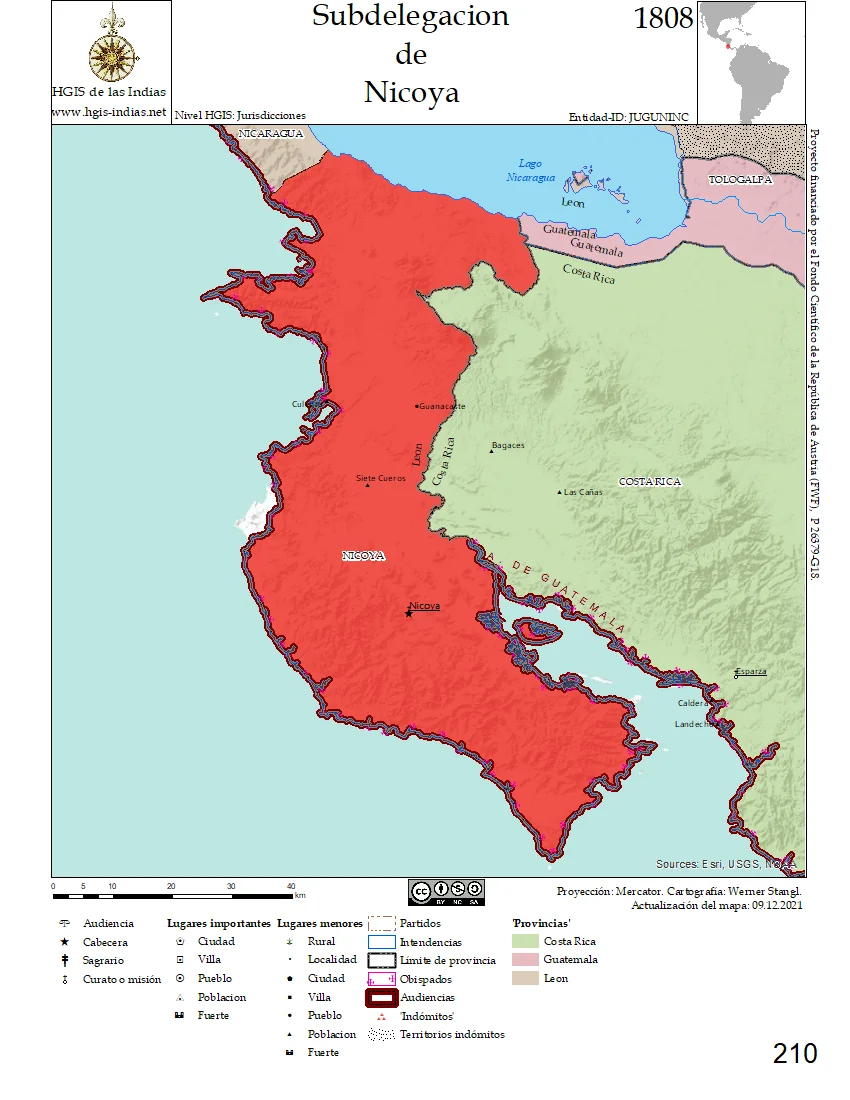 Subdelegacion
de
Nicoya
1808
HGIS de las Indias
www.hgis-indias.net
Nivel HGIS: Jurisdicciones
Entidad-ID: JUGUNINC
NICARAGUA
Lago
Nicaragua
Leon
TOLOGALPA
Guatemala
Guatemala
Costa Rica
Guanacaste
Leon
Costa Rica
Bagaces
Siete Cueros
Las Cañas
COSTA RICA
NICOYA
A. DE GUATEMALA
Nicoya
Esparza
Caldera
Sources: Esri, USGS, NOAA
Proyecto financiado por el Fondo Científico de la República de Austria (FWF), P 26379-G18.
0 5 10 20 30 40
km
CC BY NC SA
Proyección: Mercator. Cartografía: Werner Stangl.
Actualización del mapa: 09.12.2021
Audiencia
Cabecera
Sagrario
Curato o misión
Lugares importantes
Ciudad
Villa
Pueblo
Poblacion
Fuerte
Lugares menores
Rural
Localidad
Ciudad
Villa
Pueblo
Poblacion
Fuerte
Partidos
Intendencias
Límite de provincia
Obispados
Audiencias
'Indómitos'
Territorios indómitos
'Provincias'
Costa Rica
Guatemala
Leon
210